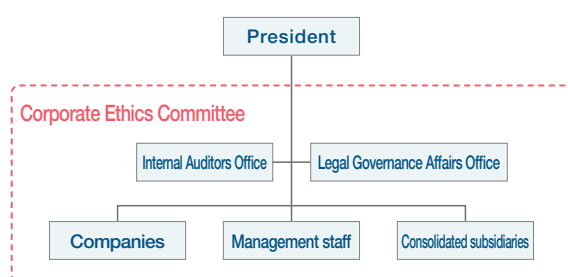 President
Corporate Ethics Committee
Internal Auditors Office
Legal Governance Affairs Office
Companies
Management staff
Consolidated subsidiaries